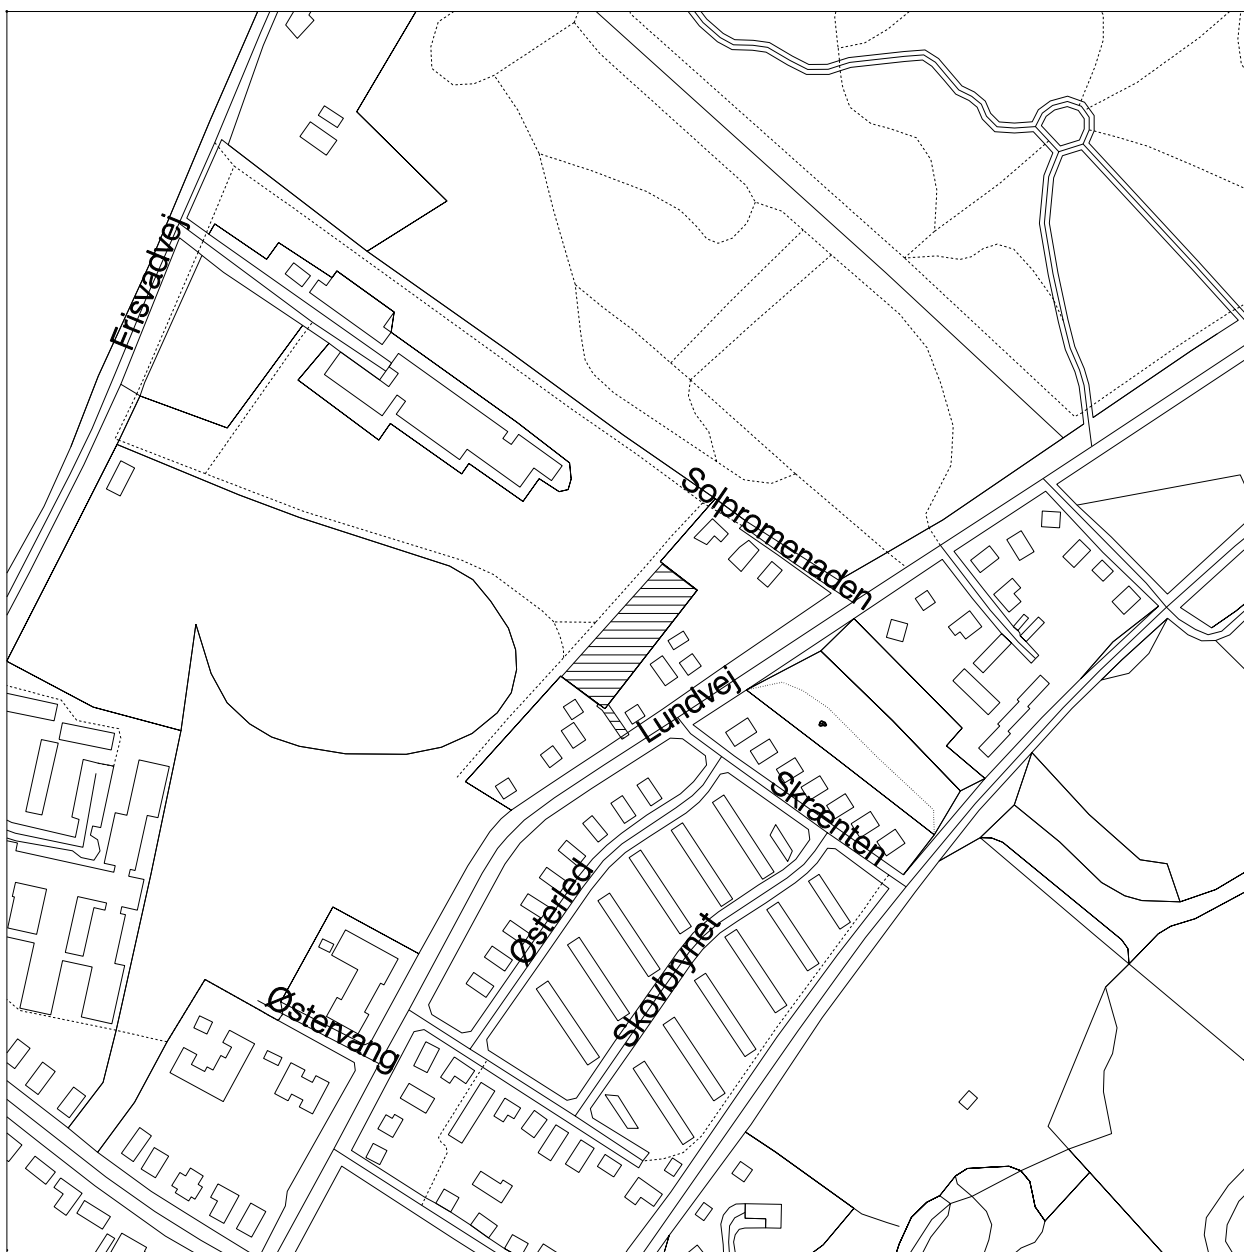 Frisvadvej
Solpromenaden
Lundvej
Skrænten
Østerled
Skovbrynet
Østervang